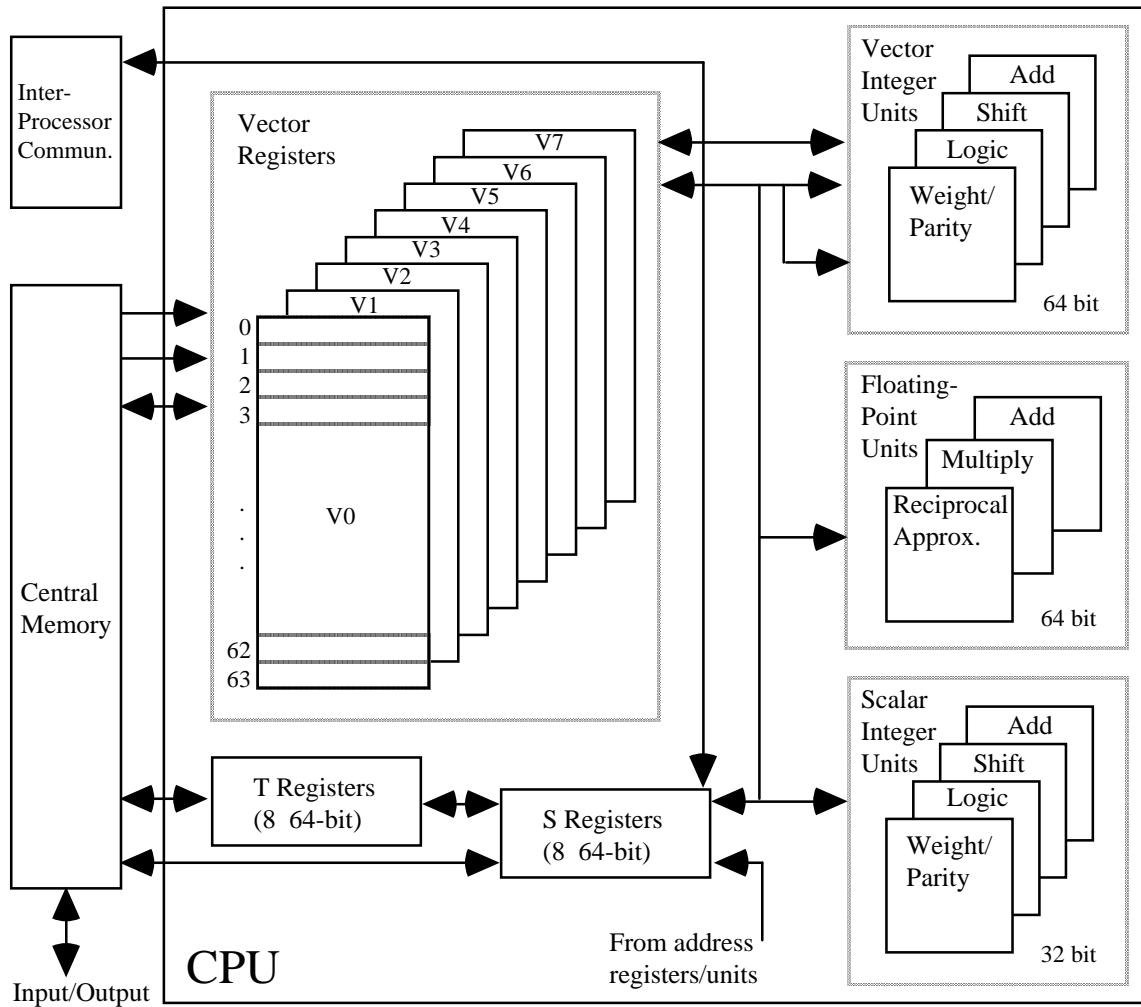 Inter-
Processor
Commun.
Central
Memory
Input/Output
CPU
Vector
Registers
V7
V6
V5
V4
V3
V2
V1
0
1
2
3
.
.
.
V0
62
63
T Registers
(8 64-bit)
S Registers
(8 64-bit)
From address
registers/units
Vector
Integer
Units
Add
Shift
Logic
Weight/
Parity
64 bit
Floating-
Point
Units
Add
Multiply
Reciprocal
Approx.
64 bit
Scalar
Integer
Units
Add
Shift
Logic
Weight/
Parity
32 bit